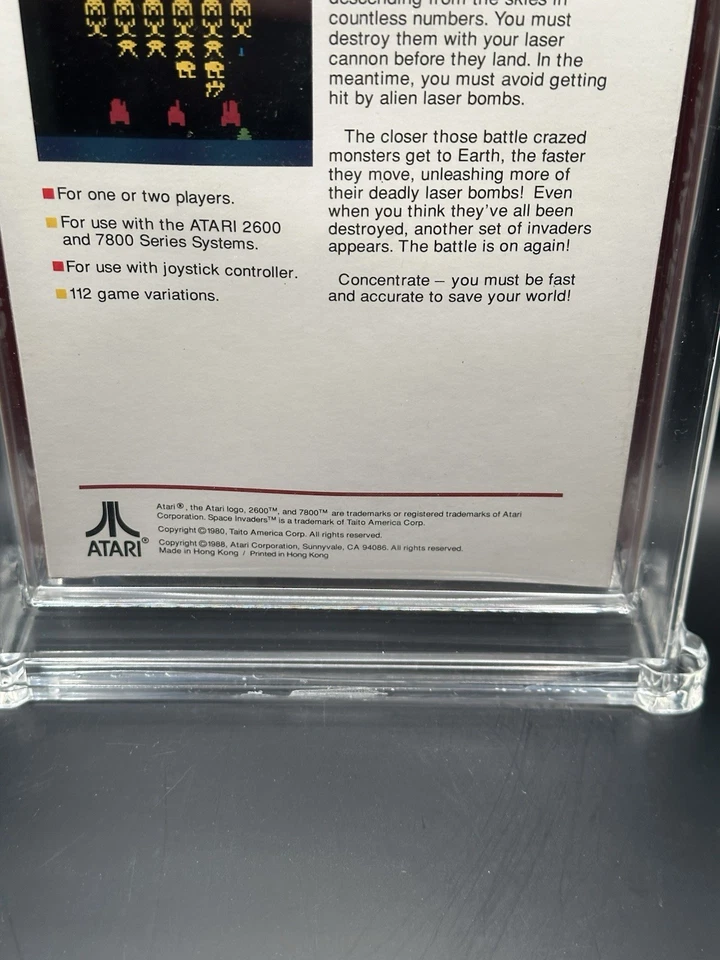 descending from the skies in
countless numbers. You must
destroy them with your laser
cannon before they land. In the
meantime, you must avoid getting
hit by alien laser bombs.
The closer those battle crazed
monsters get to Earth, the faster
they move, unleashing more of
their deadly laser bombs! Even
when you think they've all been
destroyed, another set of invaders
appears. The battle is on again!
Concentrate – you must be fast
and accurate to save your world!
For one or two players.
For use with the ATARI 2600
and 7800 Series Systems.
For use with joystick controller.
112 game variations.
ATARI®
Atari®, the Atari logo, 2600™, and 7800™ are trademarks or registered trademarks of Atari
Corporation. Space Invaders™ is a trademark of Taito America Corp.
Copyright ©1980, Taito America Corp. All rights reserved.
Copyright ©1988, Atari Corporation, Sunnyvale, CA 94086. All rights reserved.
Made in Hong Kong / Printed in Hong Kong